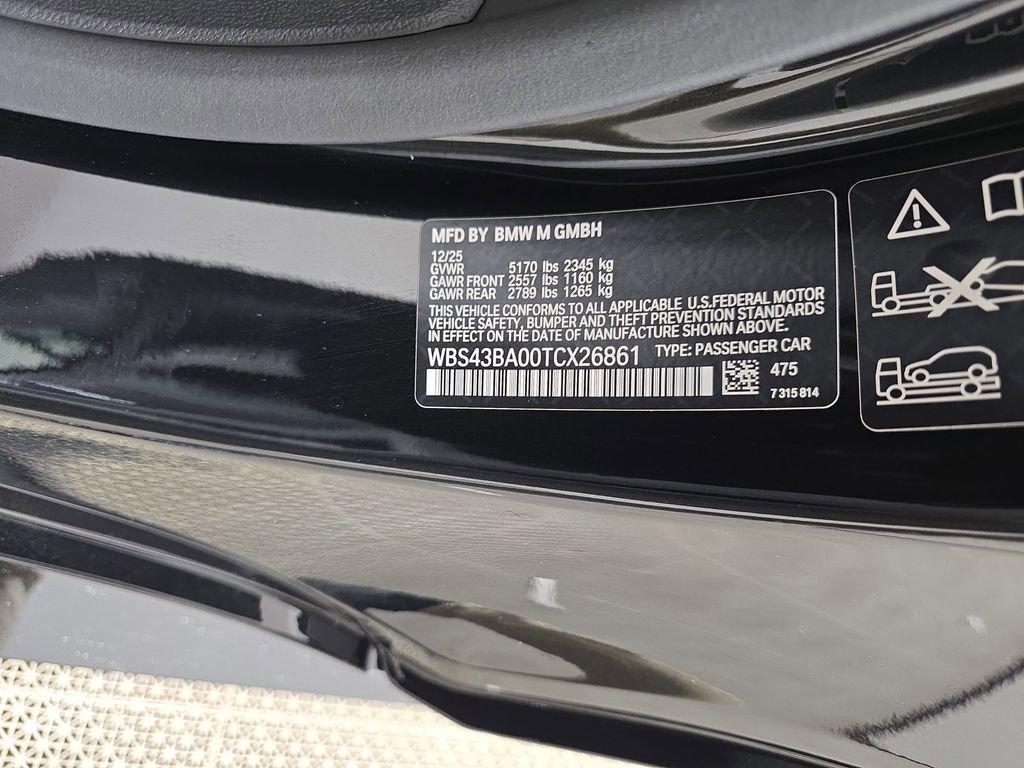 MFD BY BMW M GMBH
12/25
GVWR 5170 lbs 2345 kg
GAWR FRONT 2557 lbs 1160 kg
GAWR REAR 2789 lbs 1265 kg
THIS VEHICLE CONFORMS TO ALL APPLICABLE U.S.FEDERAL MOTOR
VEHICLE SAFETY, BUMPER AND THEFT PREVENTION STANDARDS
IN EFFECT ON THE DATE OF MANUFACTURE SHOWN ABOVE.
WBS43BA00TCX26861 TYPE: PASSENGER CAR
475
7 315 814